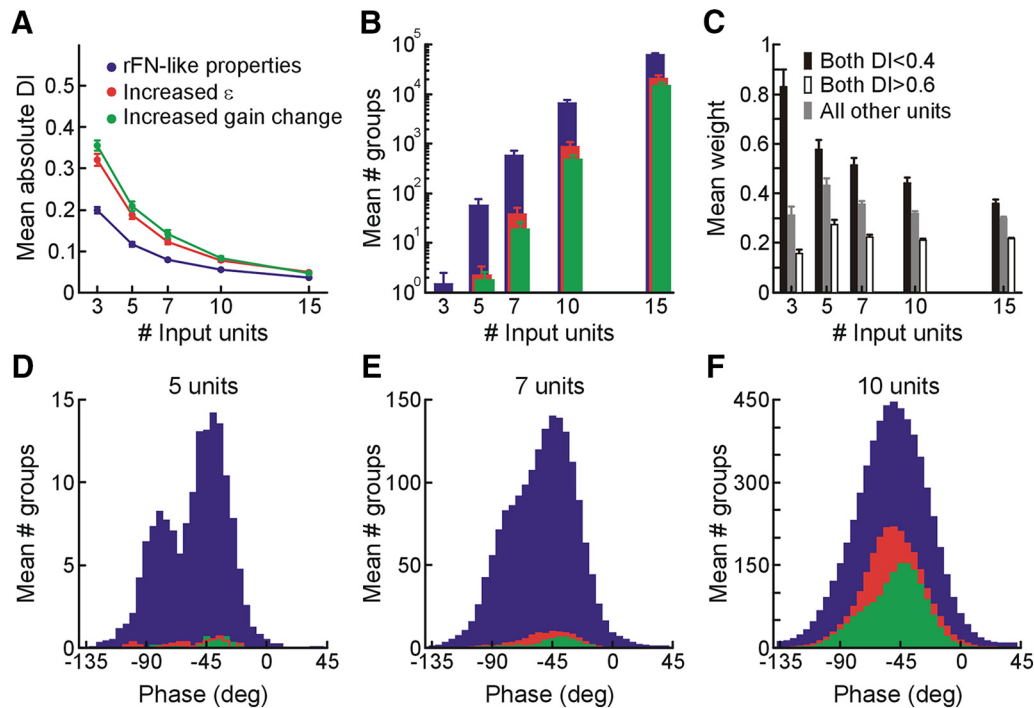 A
Mean absolute DI
0.5
0.4
0.3
0.2
0.1
0
3
5
7
10
15
# Input units
rFN-like properties
Increased ε
Increased gain change
B
Mean # groups
10^5
10^4
10^3
10^2
10^1
10^0
3
5
7
10
15
# Input units
C
Mean weight
1
0.8
0.6
0.4
0.2
0
3
5
7
10
15
# Input units
Both DI<0.4
Both DI>0.6
All other units
D
5 units
Mean # groups
15
10
5
0
-135
-90
-45
0
45
Phase (deg)
E
7 units
Mean # groups
150
100
50
0
-135
-90
-45
0
45
Phase (deg)
F
10 units
Mean # groups
450
300
150
0
-135
-90
-45
0
45
Phase (deg)